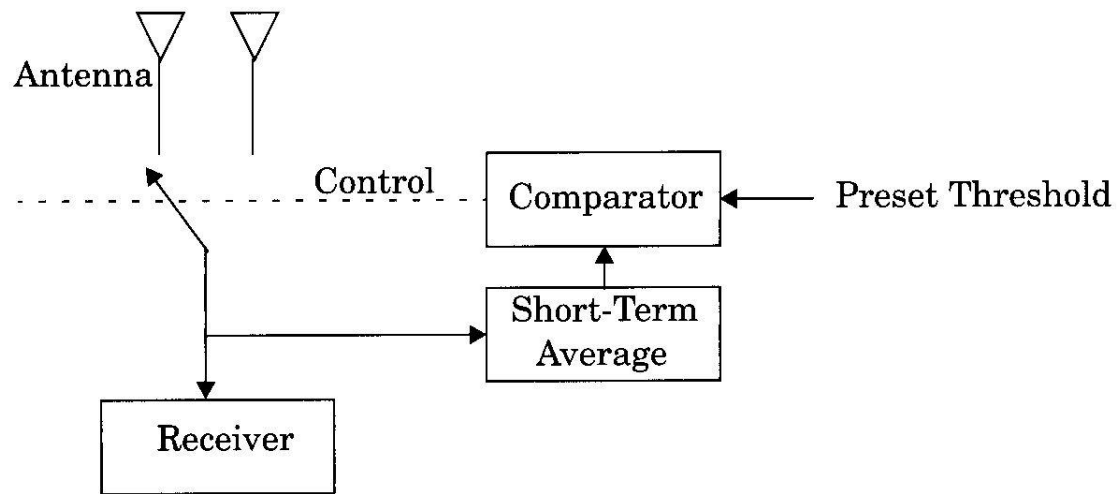 Antenna
Control
Comparator
Preset Threshold
Short-Term
Average
Receiver